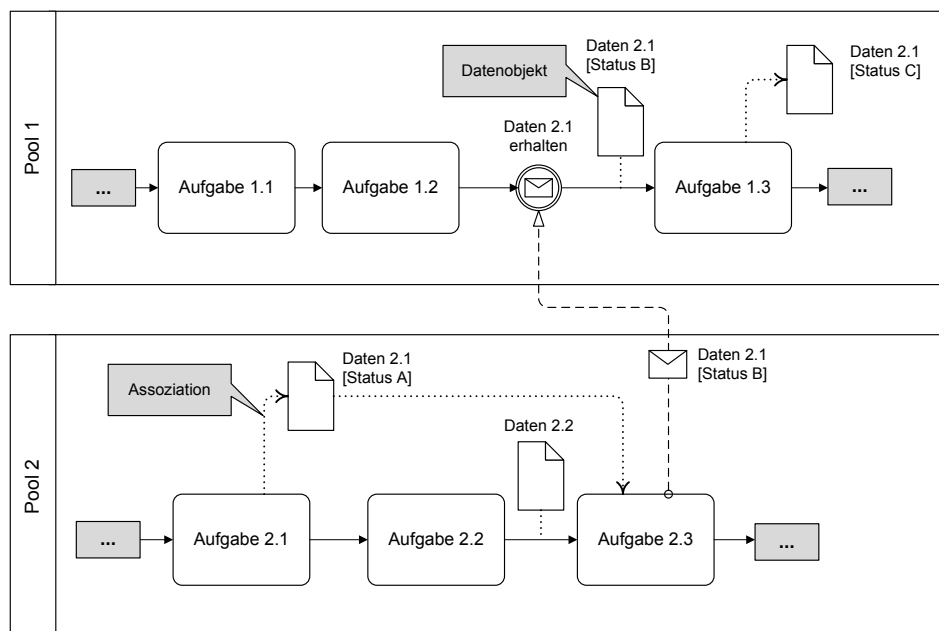 Pool 1
Daten 2.1
[Status B]
Daten 2.1
[Status C]
Datenobjekt
Daten 2.1
erhalten
...
Aufgabe 1.1
Aufgabe 1.2
Aufgabe 1.3
...
Pool 2
Daten 2.1
[Status A]
Daten 2.1
[Status B]
Assoziation
Daten 2.2
...
Aufgabe 2.1
Aufgabe 2.2
Aufgabe 2.3
...